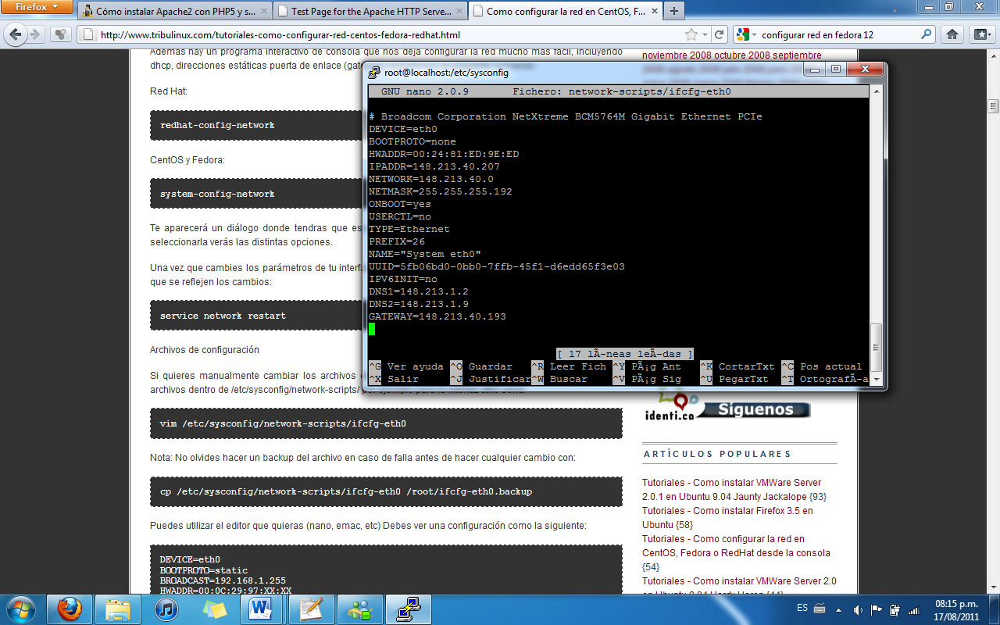 Firefox
Cómo instalar Apache2 con PHP5 y s...
Test Page for the Apache HTTP Serve...
Como configurar la red en CentOS, F...
http://www.tribulinux.com/tutoriales-como-configurar-red-centos-fedora-redhat.html
configurar red en fedora 12
Además hay un programa interactivo de consola que nos deja configurar la red mucho más fácil, incluyendo
dhcp, direcciones estáticas puerta de enlace (gate
Red Hat:
redhat-config-network
CentOS y Fedora:
system-config-network
Te aparecerá un diálogo donde tendras que es
seleccionarla verás las distintas opciones.
Una vez que cambies los parámetros de tu interf
que se reflejen los cambios:
service network restart
Archivos de configuración
Si quieres manualmente cambiar los archivos
archivos dentro de /etc/sysconfig/network-scripts/
vim /etc/sysconfig/network-scripts/ifcfg-eth0
Nota: No olvides hacer un backup del archivo en caso de falla antes de hacer cualquier cambio con:
cp /etc/sysconfig/network-scripts/ifcfg-eth0 /root/ifcfg-eth0.backup
Puedes utilizar el editor que quieras (nano, emac, etc) Debes ver una configuración como la siguiente:
DEVICE=eth0
BOOTPROTO=static
BROADCAST=192.168.1.255
HWADDR=00:0C:29:97:XX:XX
noviembre 2008 octubre 2008 septiembre
root@localhost:/etc/sysconfig
GNU nano 2.0.9 Fichero: network-scripts/ifcfg-eth0
# Broadcom Corporation NetXtreme BCM5764M Gigabit Ethernet PCIe
DEVICE=eth0
BOOTPROTO=none
HWADDR=00:24:81:ED:9E:ED
IPADDR=148.213.40.207
NETWORK=148.213.40.0
NETMASK=255.255.255.192
ONBOOT=yes
USERCTL=no
TYPE=Ethernet
PREFIX=26
NAME="System eth0"
UUID=5fb06bd0-0bb0-7ffb-45f1-d6edd65f3e03
IPV6INIT=no
DNS1=148.213.1.2
DNS2=148.213.1.9
GATEWAY=148.213.40.193
[ 17 lÃ-neas leÃ-das ]
^G Ver ayuda ^O Guardar ^R Leer Fich ^Y PÃ¡g Ant ^K CortarTxt ^C Pos actual
^X Salir ^J Justificar ^W Buscar ^V PÃ¡g Sig ^U PegarTxt ^T OrtografÃ-a
identi.ca Síguenos
ARTÍCULOS POPULARES
Tutoriales - Como instalar VMWare Server
2.0.1 en Ubuntu 9.04 Jaunty Jackalope {93}
Tutoriales - Como instalar Firefox 3.5 en
Ubuntu {58}
Tutoriales - Como configurar la red en
CentOS, Fedora o RedHat desde la consola
{54}
Tutoriales - Como instalar VMWare Server 2.0
ES
08:15 p.m.
17/08/2011